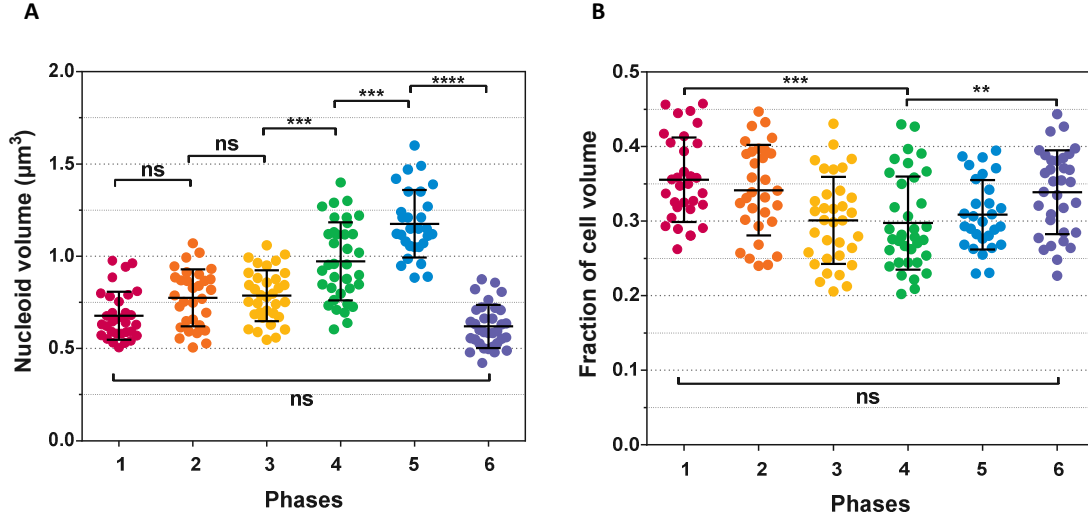 A
B
Nucleoid volume (µm³)
2.0
1.5
1.0
0.5
0.0
ns
ns
***
***
****
ns
1 2 3 4 5 6
Phases
Fraction of cell volume
0.5
0.4
0.3
0.2
0.1
0.0
***
**
ns
1 2 3 4 5 6
Phases